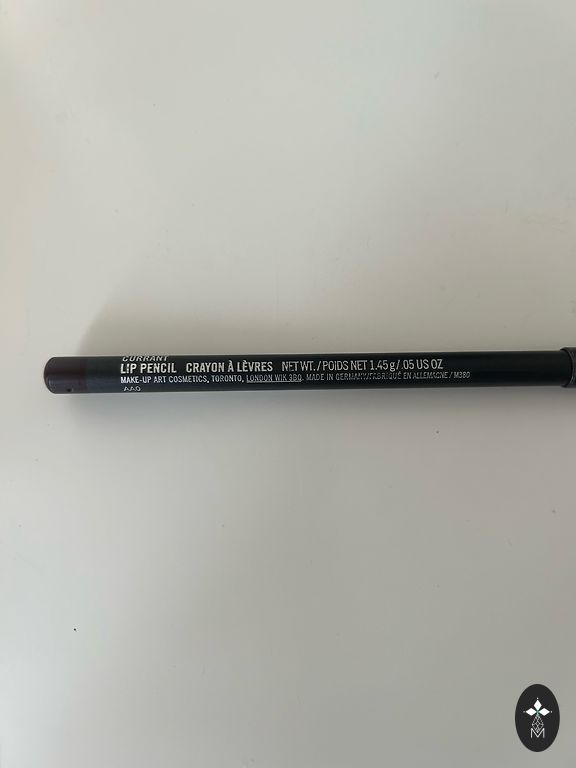 CURRANT
LIP PENCIL CRAYON À LÈVRES NET WT. / POIDS NET 1.45 g / .05 US OZ
MAKE-UP ART COSMETICS, TORONTO, LONDON W1K 3BQ. MADE IN GERMANY/FABRIQUÉ EN ALLEMAGNE / M380
AA0
M